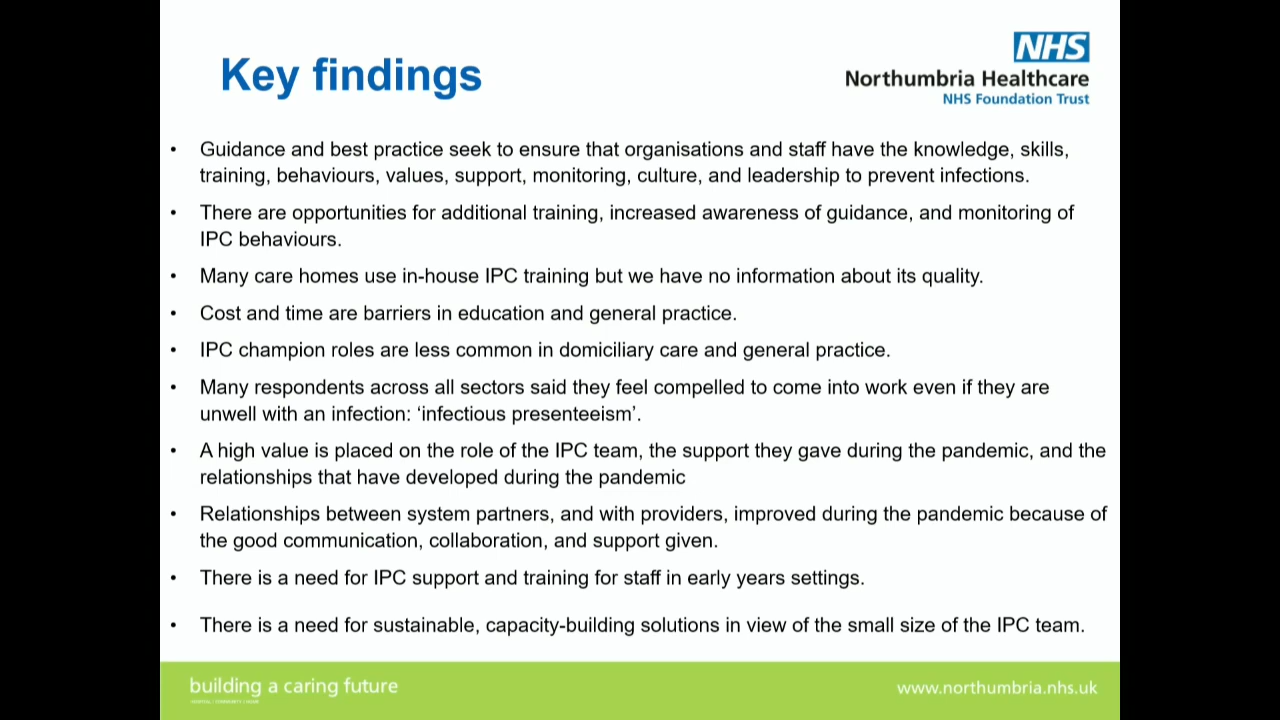 Key findings
NHS
Northumbria Healthcare
NHS Foundation Trust
• Guidance and best practice seek to ensure that organisations and staff have the knowledge, skills,
training, behaviours, values, support, monitoring, culture, and leadership to prevent infections.
• There are opportunities for additional training, increased awareness of guidance, and monitoring of
IPC behaviours.
• Many care homes use in-house IPC training but we have no information about its quality.
• Cost and time are barriers in education and general practice.
• IPC champion roles are less common in domiciliary care and general practice.
• Many respondents across all sectors said they feel compelled to come into work even if they are
unwell with an infection: ‘infectious presenteeism’.
• A high value is placed on the role of the IPC team, the support they gave during the pandemic, and the
relationships that have developed during the pandemic
• Relationships between system partners, and with providers, improved during the pandemic because of
the good communication, collaboration, and support given.
• There is a need for IPC support and training for staff in early years settings.
• There is a need for sustainable, capacity-building solutions in view of the small size of the IPC team.
building a caring future
www.northumbria.nhs.uk